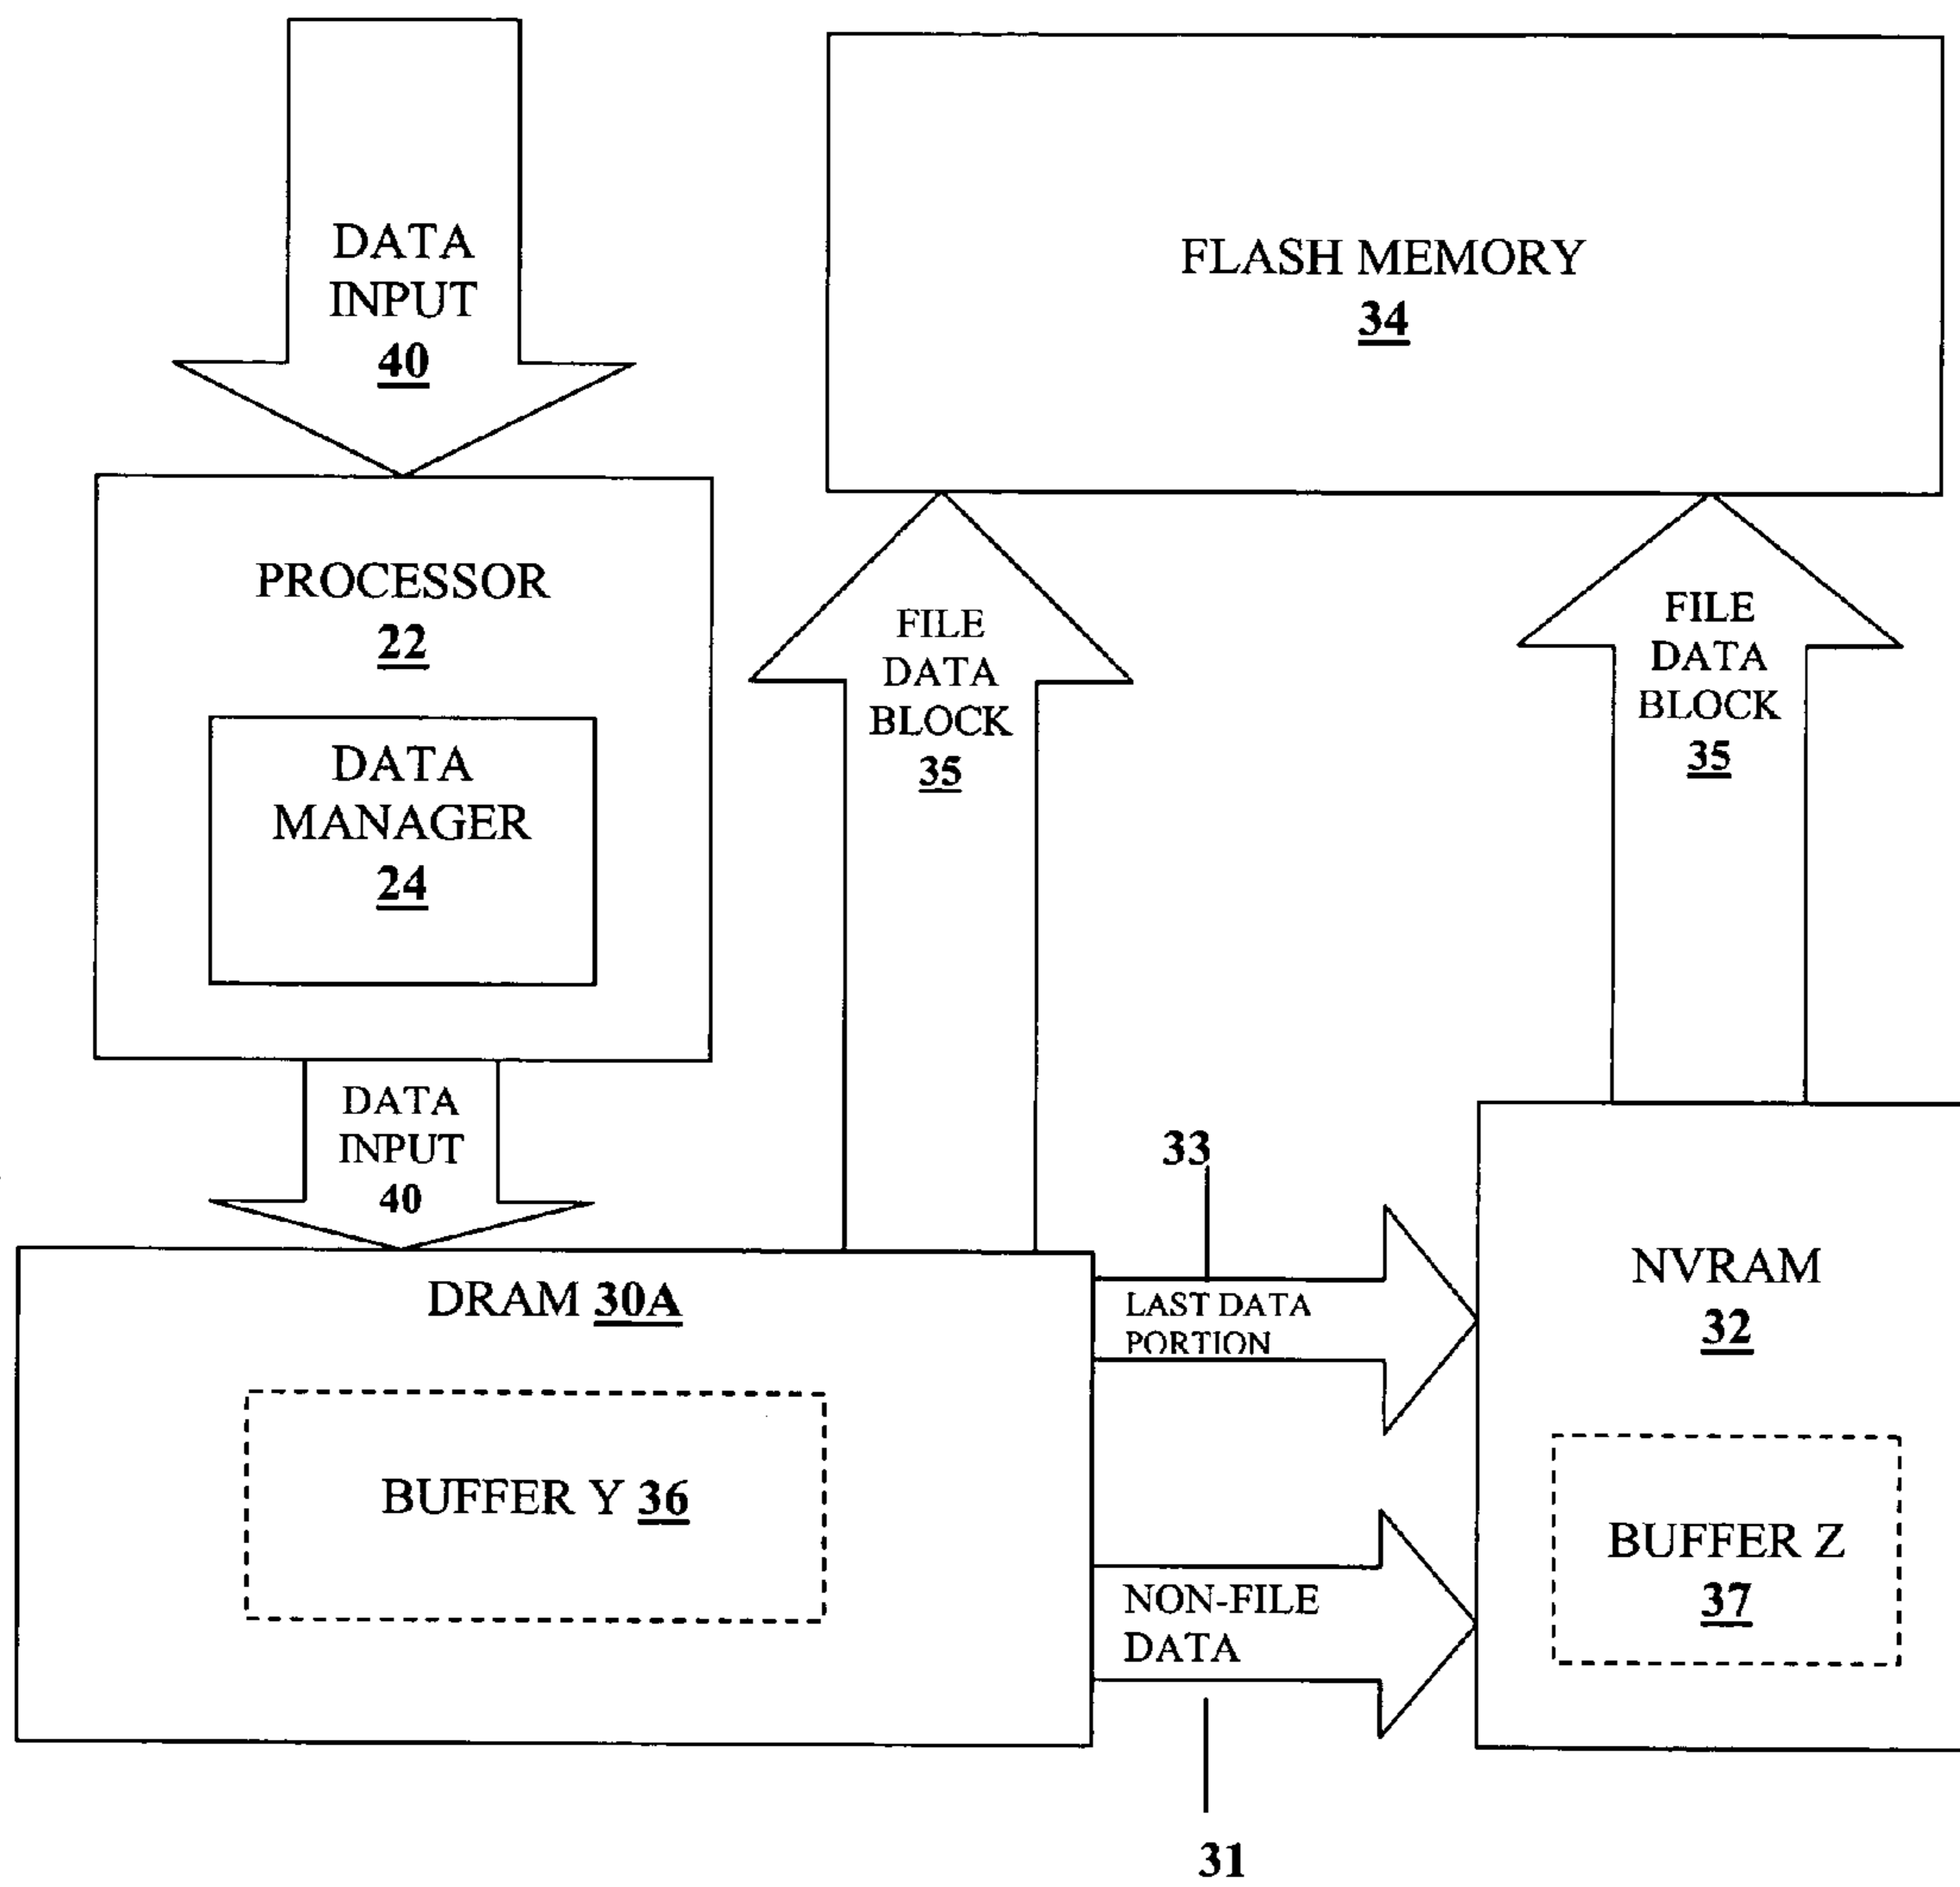 DATA
INPUT
40
FLASH MEMORY
34
PROCESSOR
22
DATA
MANAGER
24
FILE
DATA
BLOCK
35
FILE
DATA
BLOCK
35
DATA
INPUT
40
33
DRAM 30A
LAST DATA
PORTION
NVRAM
32
BUFFER Y 36
BUFFER Z
37
NON-FILE
DATA
31